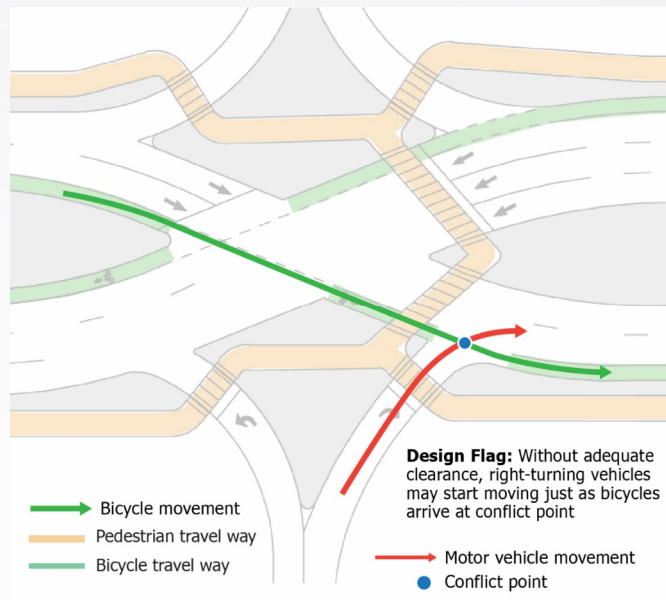 Design Flag: Without adequate
clearance, right-turning vehicles
may start moving just as bicycles
arrive at conflict point
Bicycle movement
Pedestrian travel way
Bicycle travel way
Motor vehicle movement
Conflict point